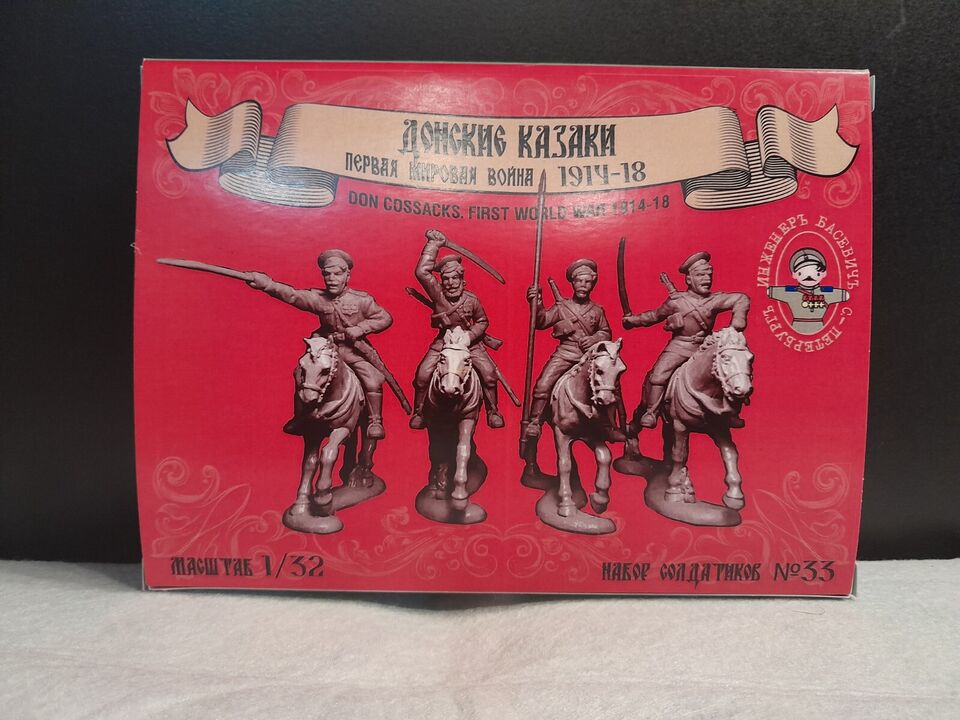 ДОНСКИЕ КАЗАКИ
ПЕРВАЯ МИРОВАЯ ВОЙНА 1914-18
DON COSSACKS. FIRST WORLD WAR 1914-18
ИНЖЕНЕРЪ БАСЕВИЧЪ
С-ПЕТЕРБУРГЪ
МАСШТАБ 1/32
НАБОР СОЛДАТИКОВ №33